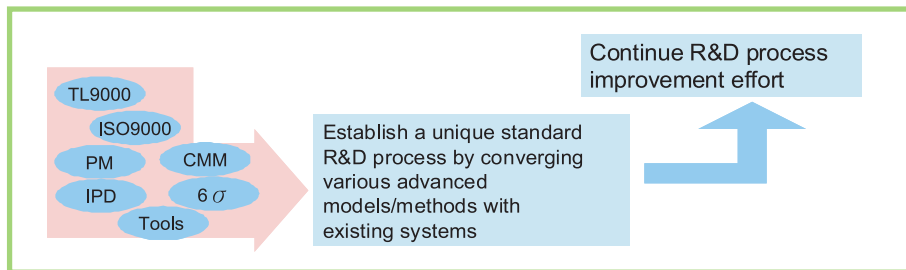 TL9000
ISO9000
PM
CMM
IPD
6 σ
Tools
Establish a unique standard
R&D process by converging
various advanced
models/methods with
existing systems
Continue R&D process
improvement effort